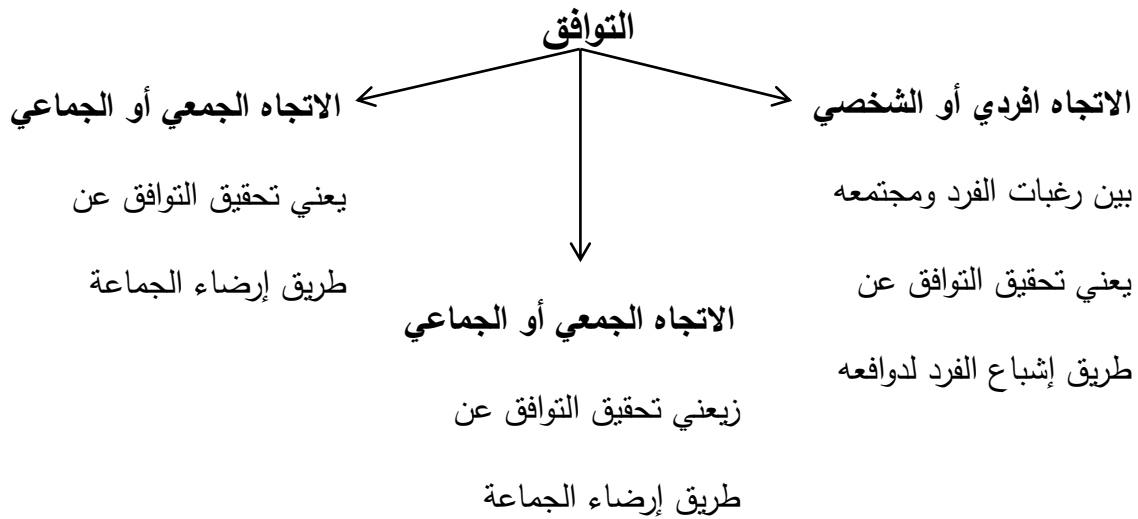 التوافق
الاتجاه افردي أو الشخصي
بين رغبات الفرد ومجتمعه
يعني تحقيق التوافق عن
طريق إشباع الفرد لدوافعه
الاتجاه الجمعي أو الجماعي
زيعني تحقيق التوافق عن
طريق إرضاء الجماعة
الاتجاه الجمعي أو الجماعي
يعني تحقيق التوافق عن
طريق إرضاء الجماعة